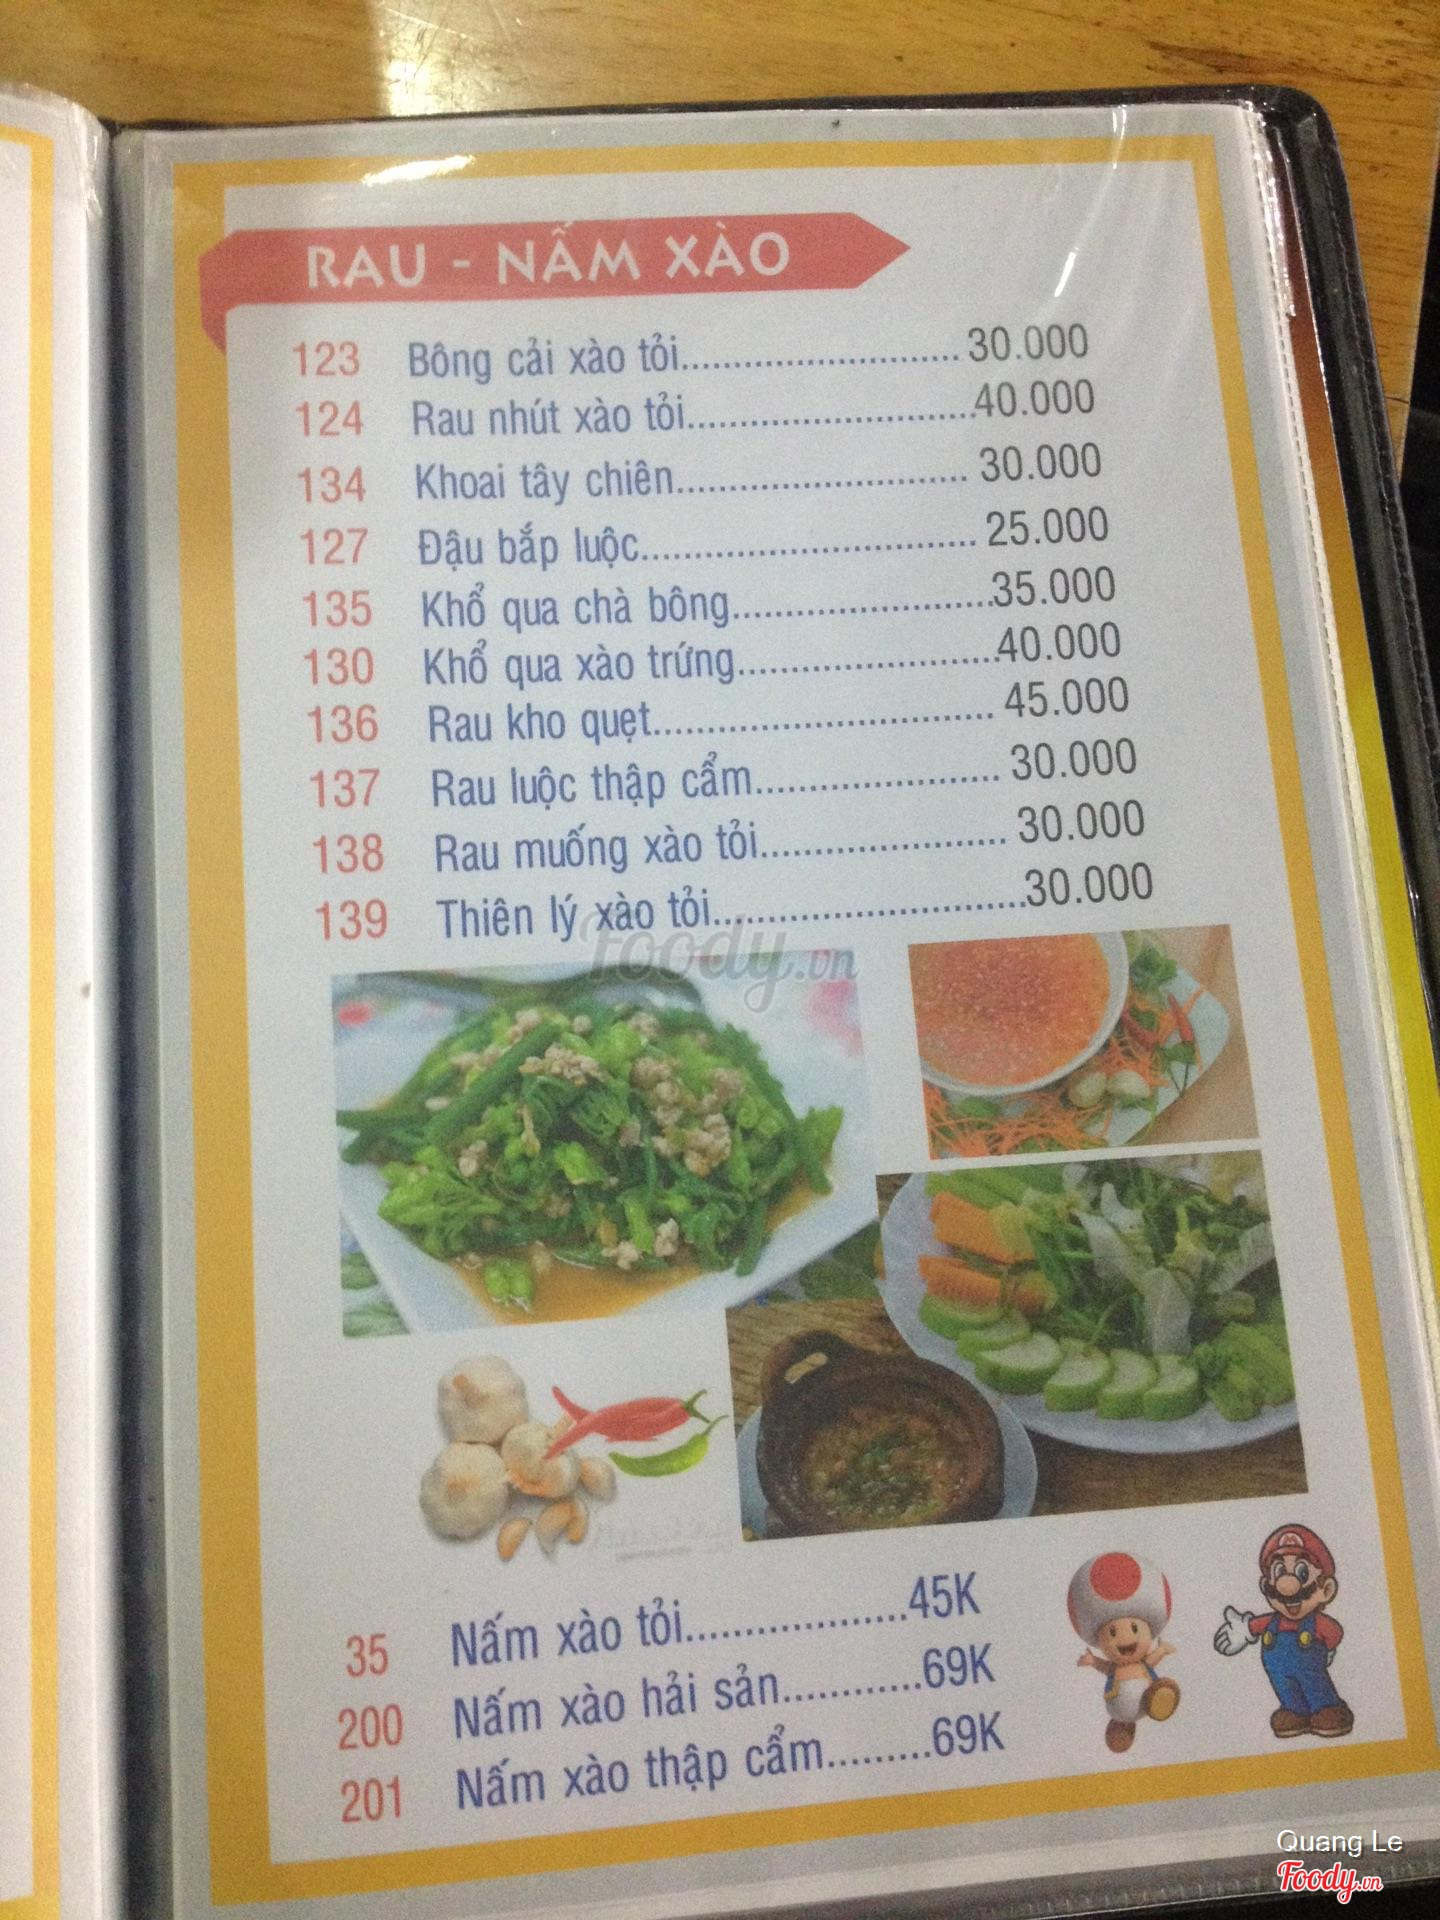 RAU - NẤM XÀO
123 Bông cải xào tỏi........................... 30.000
124 Rau nhút xào tỏi............................40.000
134 Khoai tây chiên............................ 30.000
127 Đậu bắp luộc................................ 25.000
135 Khổ qua chà bông.........................35.000
130 Khổ qua xào trứng.........................40.000
136 Rau kho quẹt................................. 45.000
137 Rau luộc thập cẩm........................ 30.000
138 Rau muống xào tỏi........................ 30.000
139 Thiên lý xào tỏi..............................30.000
Foody.vn
35 Nấm xào tỏi....................45K
200 Nấm xào hải sản............69K
201 Nấm xào thập cẩm.........69K
Quang Le
Foody.vn